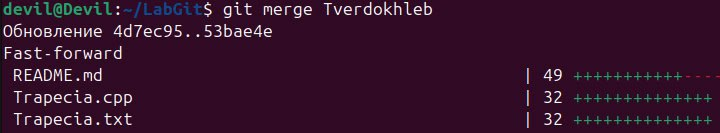 devil@Devil:~/LabGit$ git merge Tverdokhleb
Обновление 4d7ec95..53bae4e
Fast-forward
 README.md | 49 +++++++++++----
 Trapecia.cpp | 32 ++++++++++++++
 Trapecia.txt | 32 ++++++++++++++